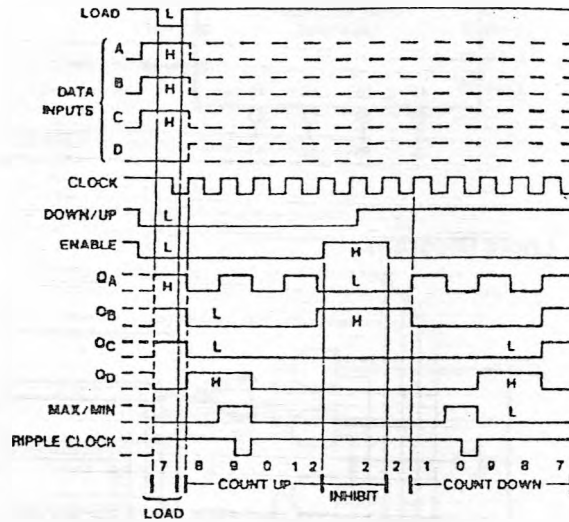 LOAD L
A H
B H
DATA
INPUTS
C H
D
CLOCK
DOWN/UP L
ENABLE L H
QA H L
QB L H
QC L L
QD H H
MAX/MIN L
RIPPLE CLOCK
7 8 9 0 1 2 2 2 1 0 9 8 7
COUNT UP INHIBIT COUNT DOWN
LOAD